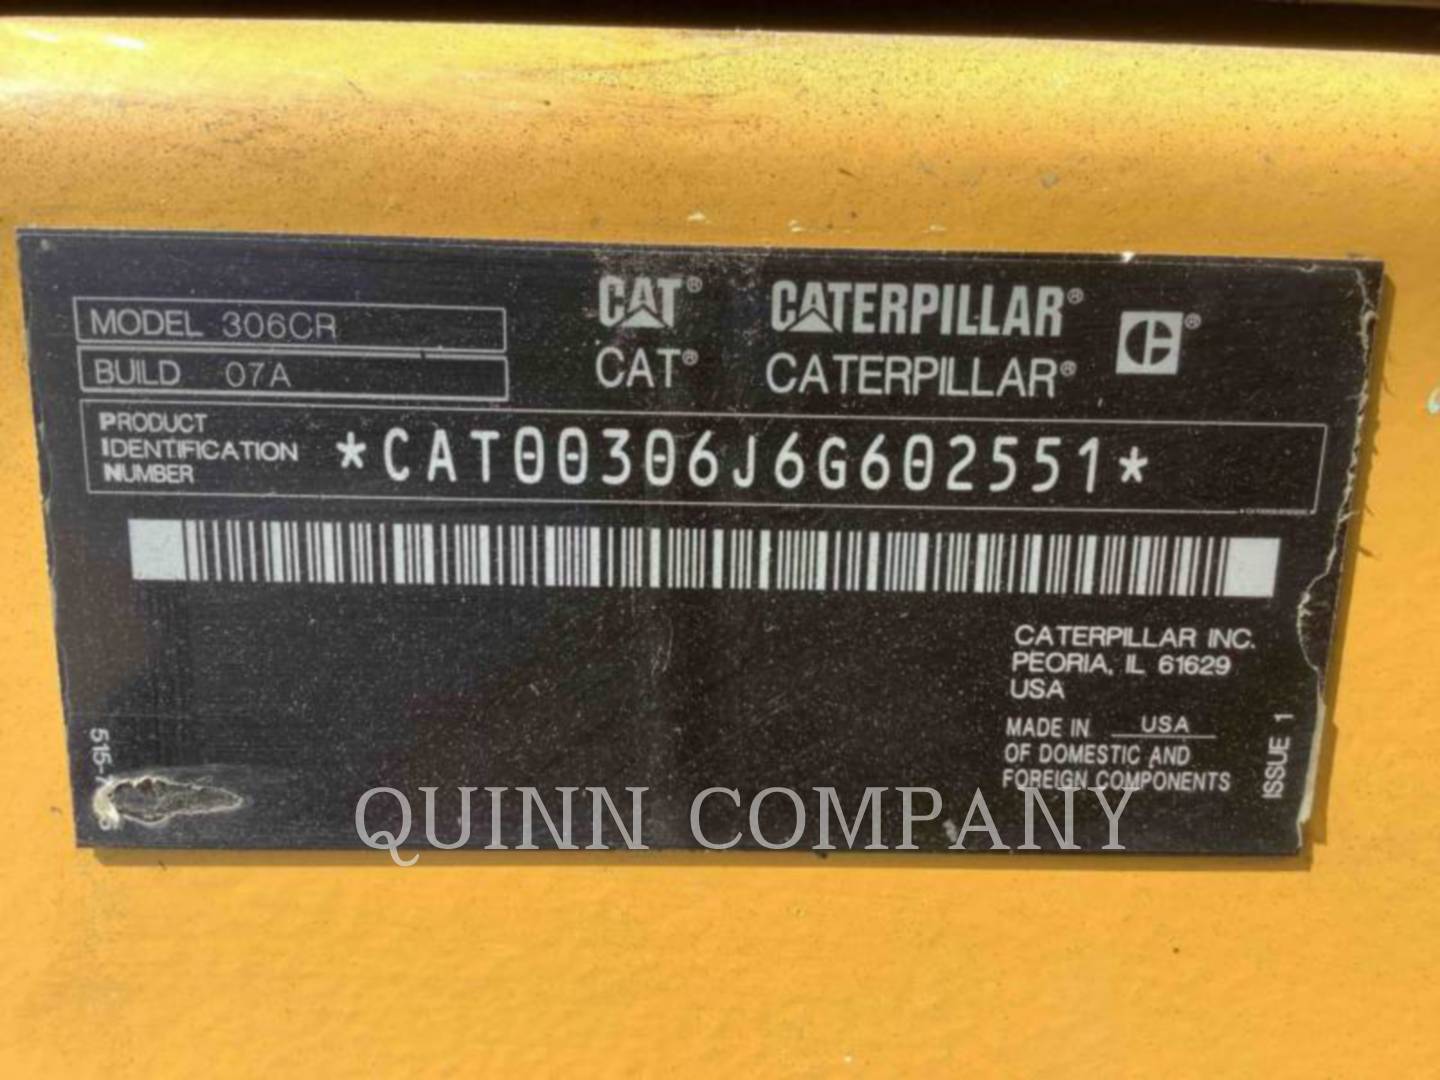 MODEL 306CR
BUILD 07A
CAT® CATERPILLAR® C®
CAT® CATERPILLAR®
PRODUCT
IDENTIFICATION
NUMBER
*CAT00306J6G602551*
CATERPILLAR INC.
PEORIA, IL 61629
USA
MADE IN USA
OF DOMESTIC AND
FOREIGN COMPONENTS
ISSUE 1
QUINN COMPANY